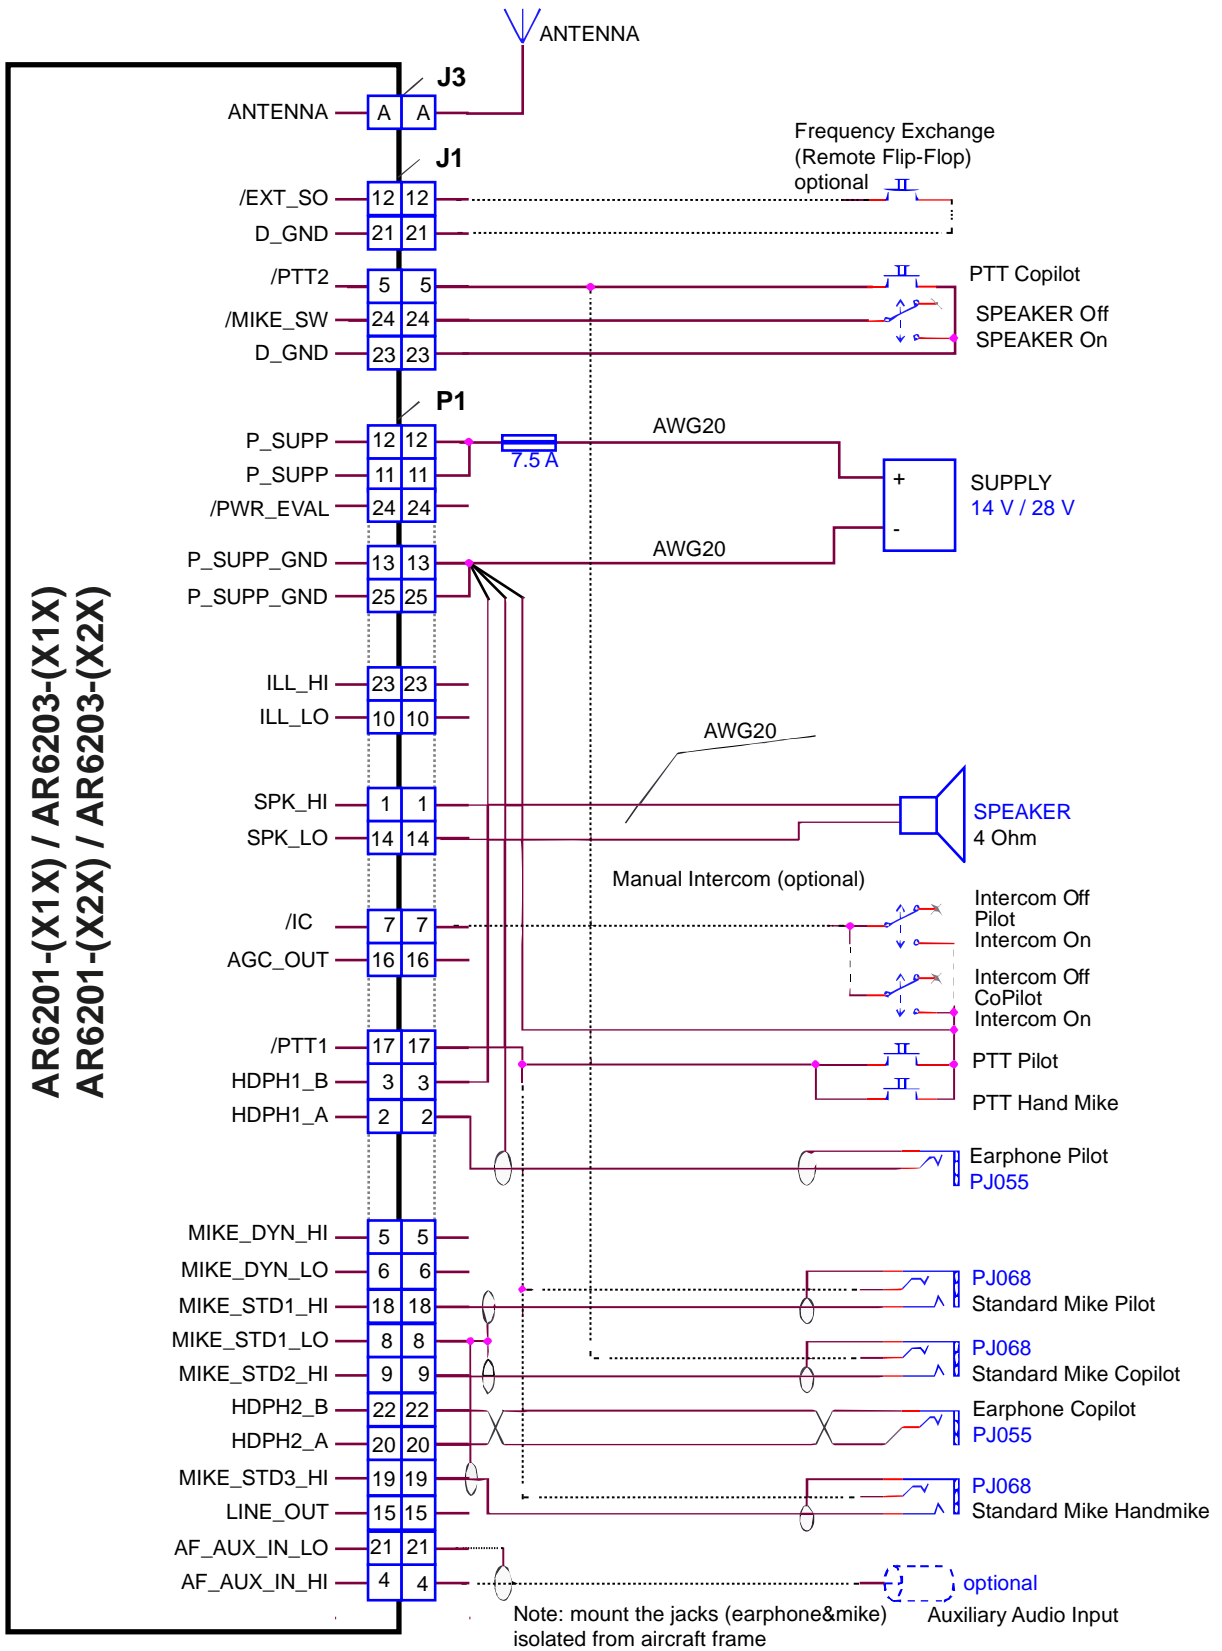 ANTENNA
J3
ANTENNA A A
J1
Frequency Exchange
(Remote Flip-Flop)
optional
/EXT_SO 12 12
D_GND 21 21
/PTT2 5 5 PTT Copilot
/MIKE_SW 24 24 SPEAKER Off
SPEAKER On
D_GND 23 23
P1
P_SUPP 12 12 7.5 A AWG20
P_SUPP 11 11
+ SUPPLY
14 V / 28 V
-
/PWR_EVAL 24 24
P_SUPP_GND 13 13 AWG20
P_SUPP_GND 25 25
AR6201-(X1X) / AR6203-(X1X)
AR6201-(X2X) / AR6203-(X2X)
ILL_HI 23 23
ILL_LO 10 10
AWG20
SPK_HI 1 1
SPK_LO 14 14
SPEAKER
4 Ohm
Manual Intercom (optional)
/IC 7 7
AGC_OUT 16 16
Intercom Off
Pilot
Intercom On
Intercom Off
CoPilot
Intercom On
/PTT1 17 17 PTT Pilot
HDPH1_B 3 3 PTT Hand Mike
HDPH1_A 2 2
Earphone Pilot
PJ055
MIKE_DYN_HI 5 5
MIKE_DYN_LO 6 6
MIKE_STD1_HI 18 18
PJ068
Standard Mike Pilot
MIKE_STD1_LO 8 8
MIKE_STD2_HI 9 9
PJ068
Standard Mike Copilot
HDPH2_B 22 22
HDPH2_A 20 20
Earphone Copilot
PJ055
MIKE_STD3_HI 19 19
PJ068
Standard Mike Handmike
LINE_OUT 15 15
AF_AUX_IN_LO 21 21
AF_AUX_IN_HI 4 4
optional
Auxiliary Audio Input
Note: mount the jacks (earphone&mike)
isolated from aircraft frame